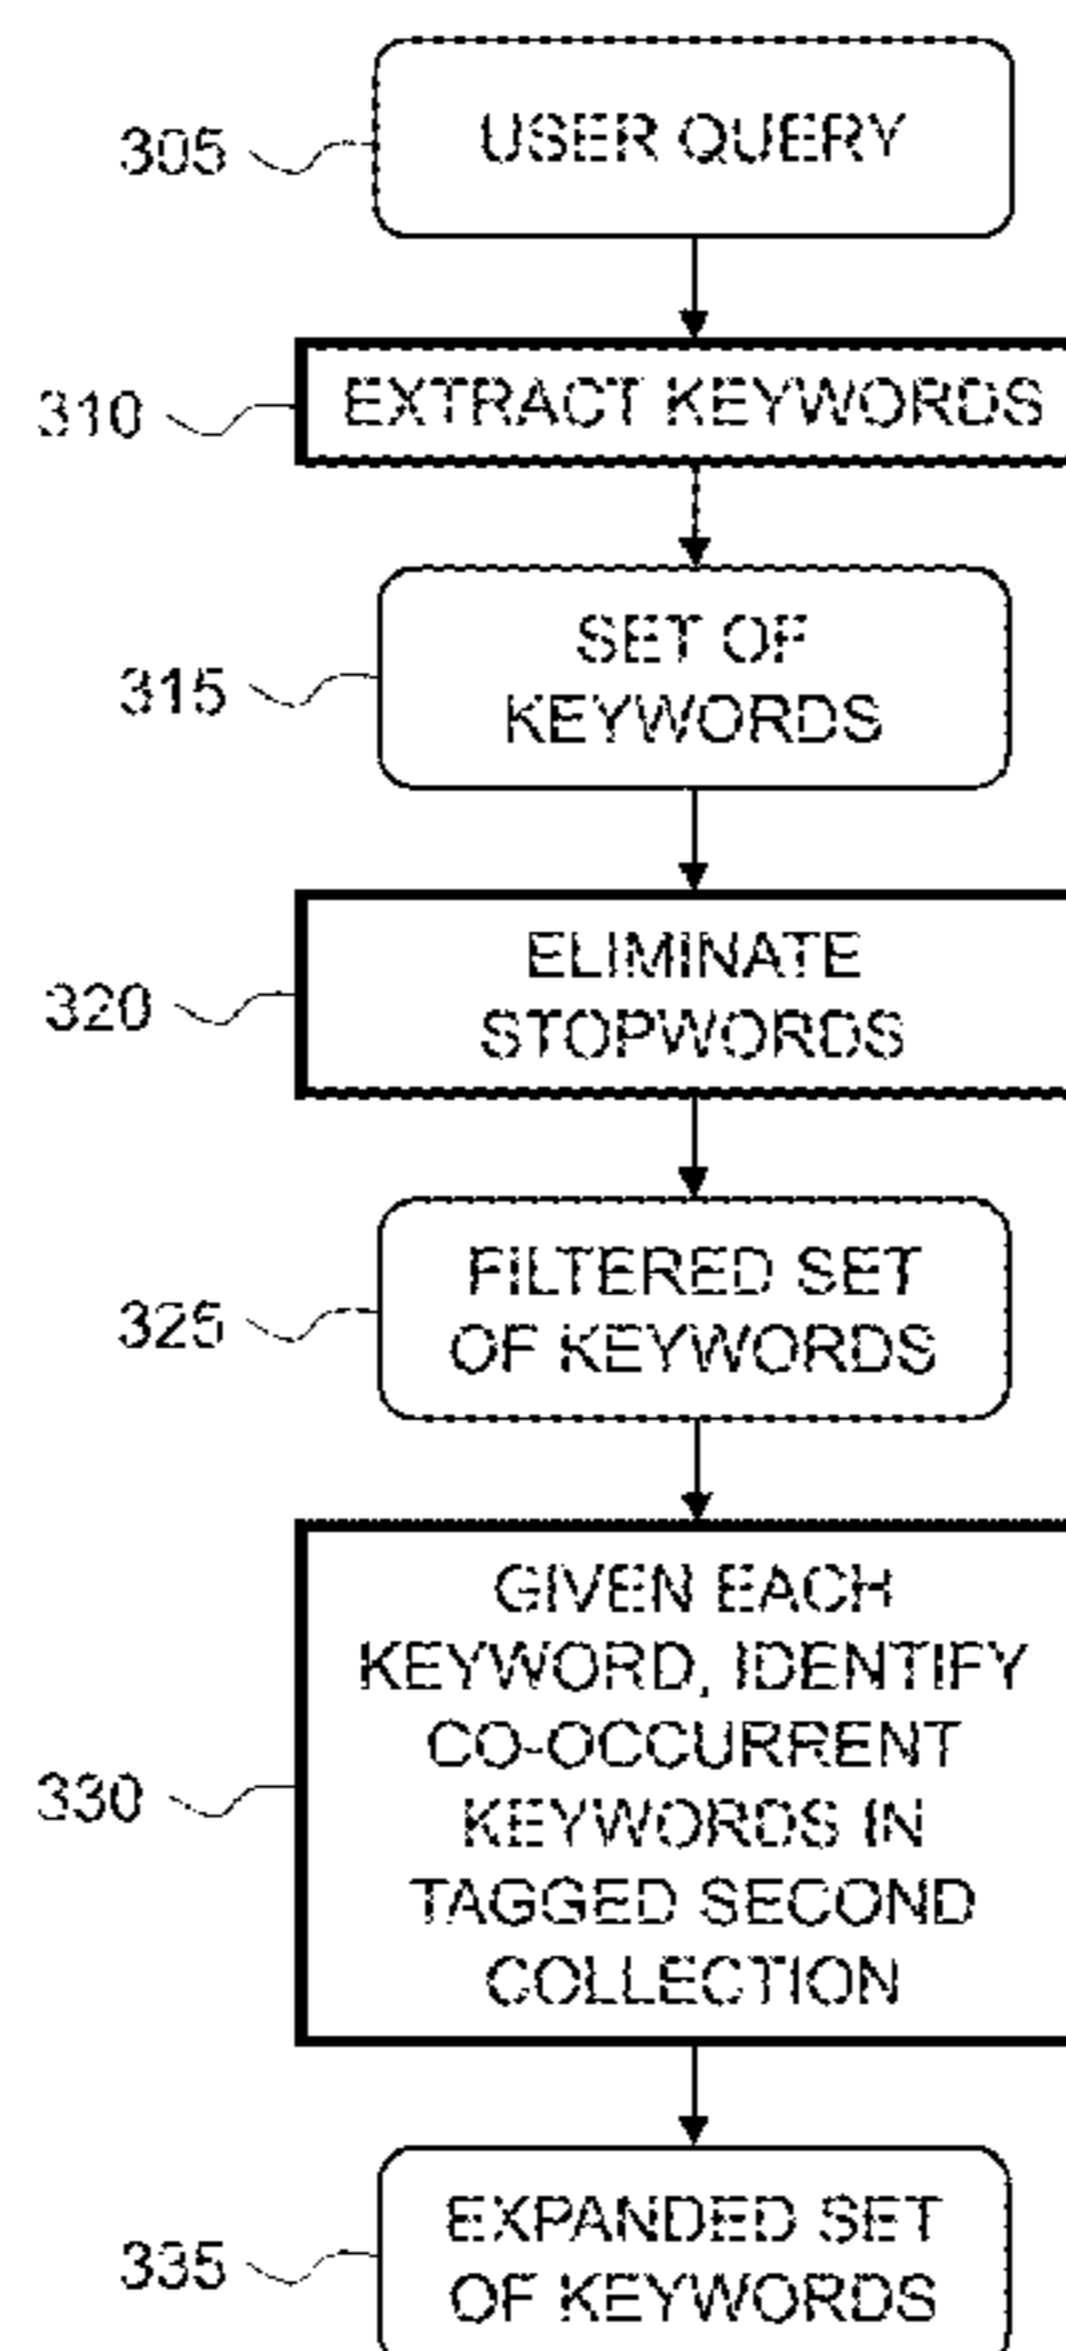 305
USER QUERY
310
EXTRACT KEYWORDS
315
SET OF
KEYWORDS
320
ELIMINATE
STOPWORDS
325
FILTERED SET
OF KEYWORDS
330
GIVEN EACH
KEYWORD, IDENTIFY
CO-OCCURRENT
KEYWORDS IN
TAGGED SECOND
COLLECTION
335
EXPANDED SET
OF KEYWORDS